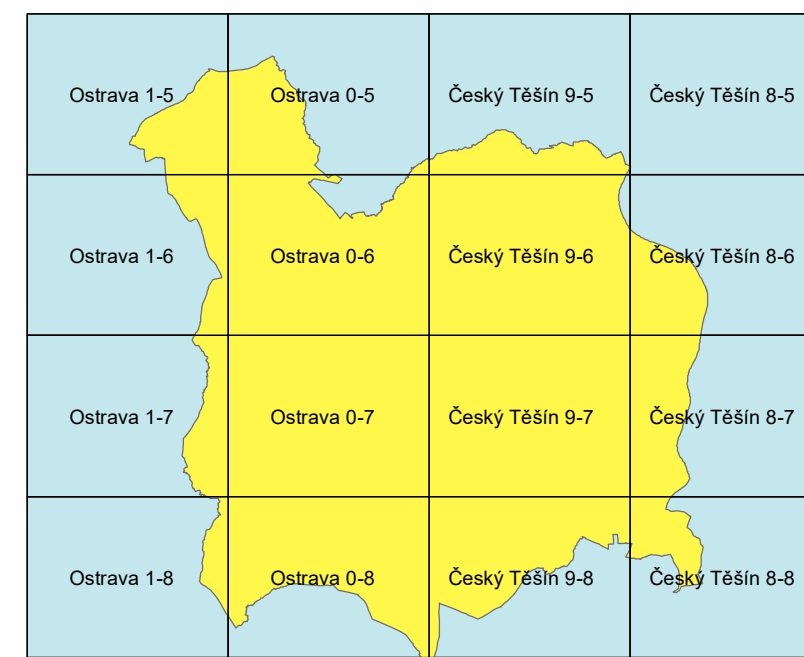 Ostrava 1-5
Ostrava 0-5
Český Těšín 9-5
Český Těšín 8-5
Ostrava 1-6
Ostrava 0-6
Český Těšín 9-6
Český Těšín 8-6
Ostrava 1-7
Ostrava 0-7
Český Těšín 9-7
Český Těšín 8-7
Ostrava 1-8
Ostrava 0-8
Český Těšín 9-8
Český Těšín 8-8